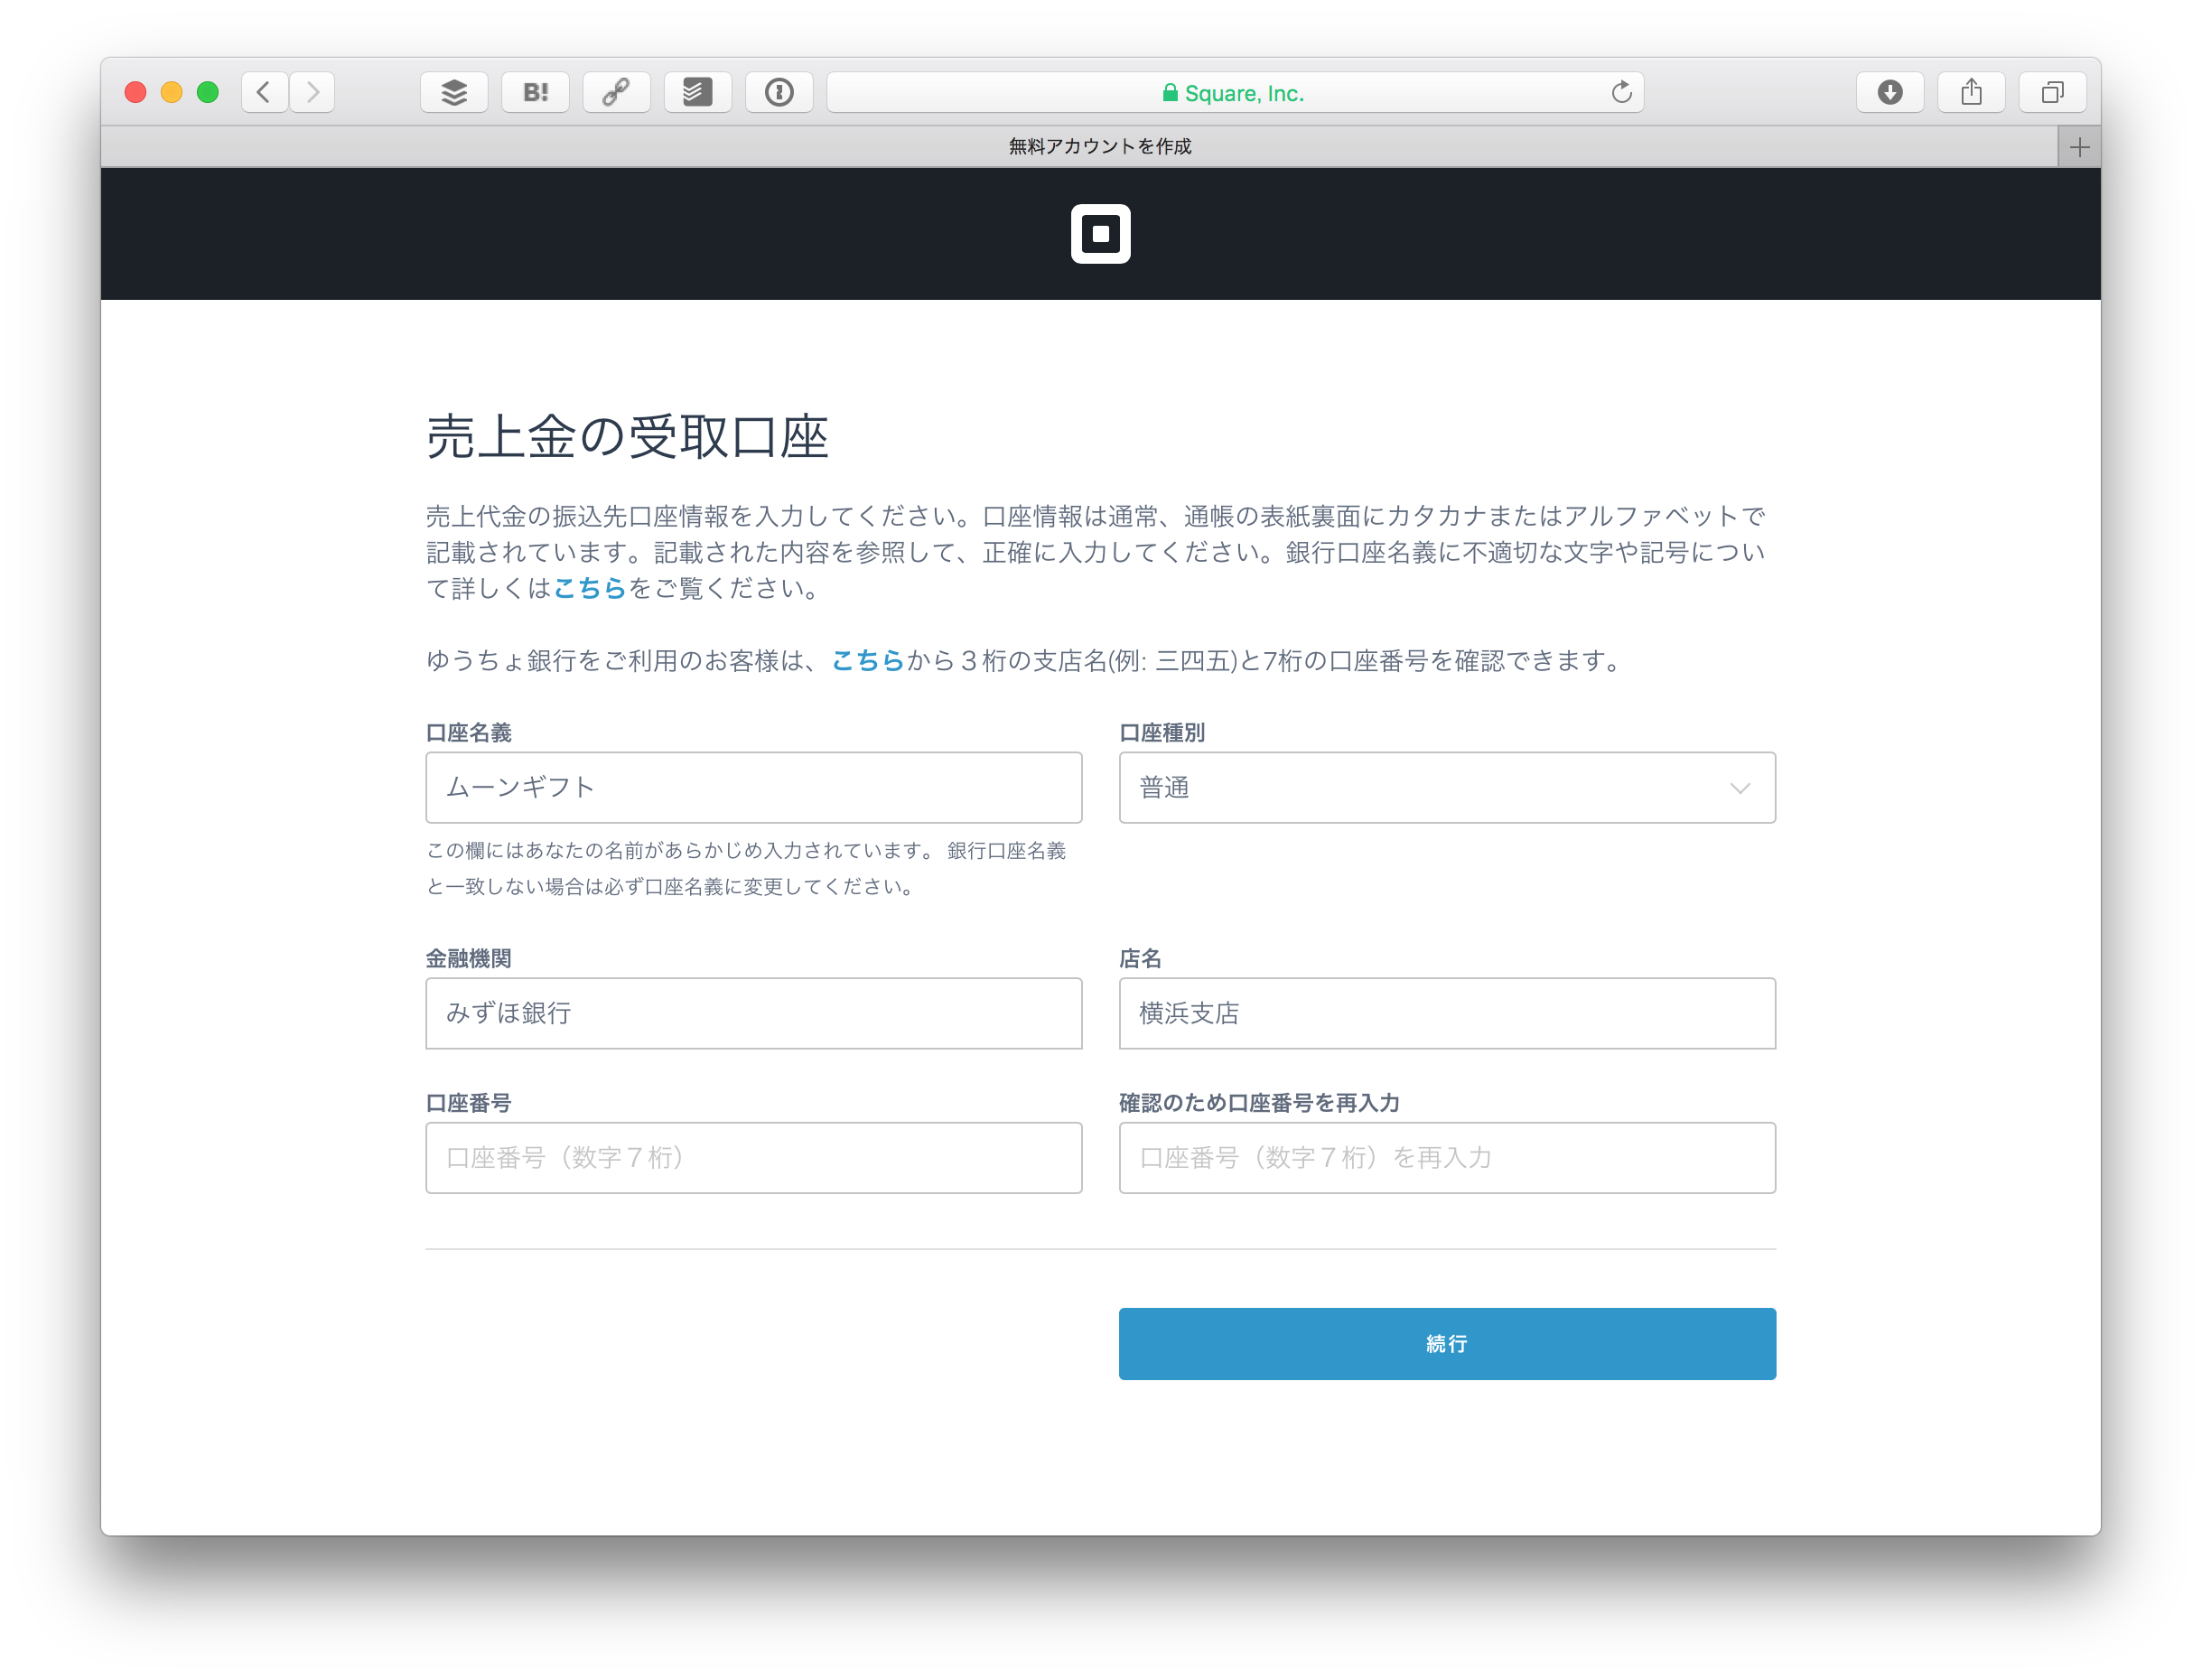 B!
Square, Inc.
無料アカウントを作成
売上金の受取口座
売上代金の振込先口座情報を入力してください。口座情報は通常、通帳の表紙裏面にカタカナまたはアルファベットで
記載されています。記載された内容を参照して、正確に入力してください。銀行口座名義に不適切な文字や記号につい
て詳しくはこちらをご覧ください。
ゆうちょ銀行をご利用のお客様は、こちらから３桁の支店名(例: 三四五)と7桁の口座番号を確認できます。
口座名義
口座種別
ムーンギフト
普通
この欄にはあなたの名前があらかじめ入力されています。 銀行口座名義
と一致しない場合は必ず口座名義に変更してください。
金融機関
店名
みずほ銀行
横浜支店
口座番号
確認のため口座番号を再入力
口座番号（数字７桁）
口座番号（数字７桁）を再入力
続行